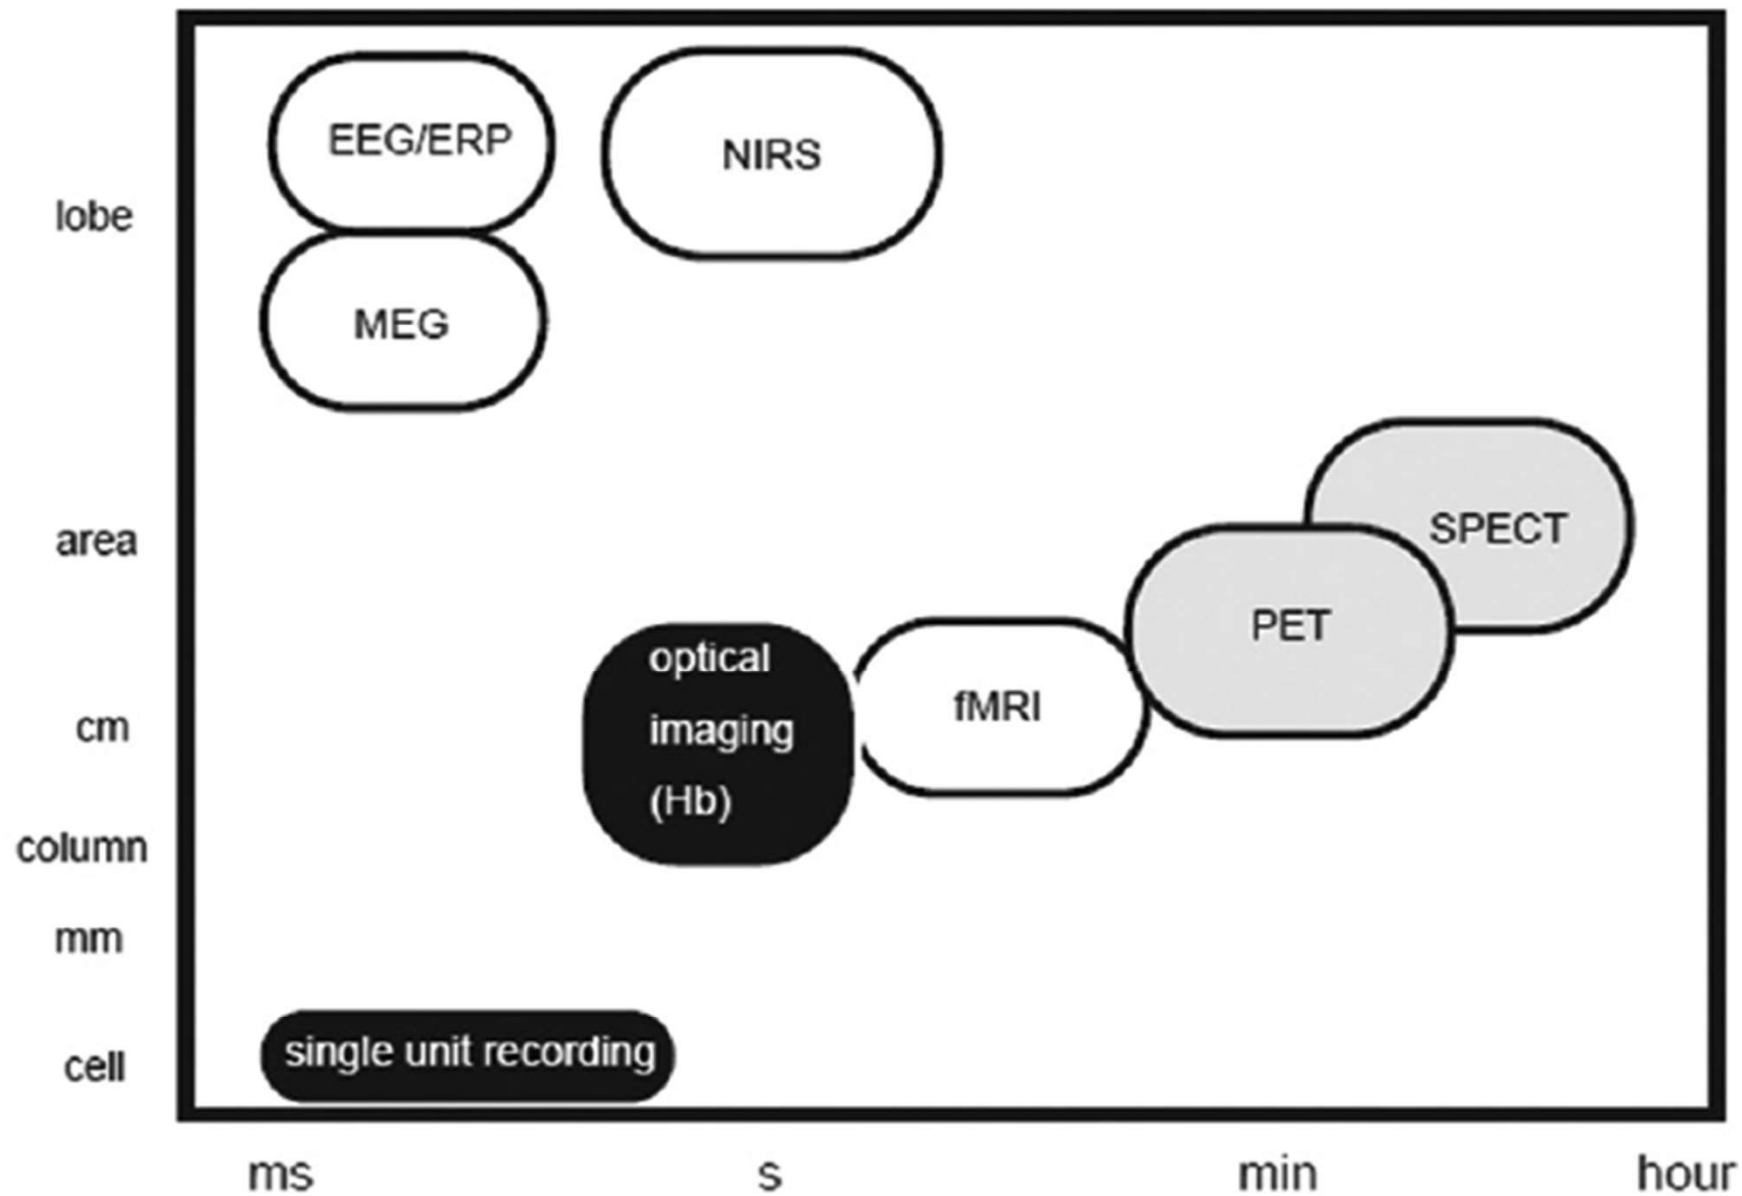 EEG/ERP
NIRS
lobe
MEG
SPECT
area
PET
optical
imaging
(Hb)
fMRI
cm
column
mm
single unit recording
cell
ms s min hour